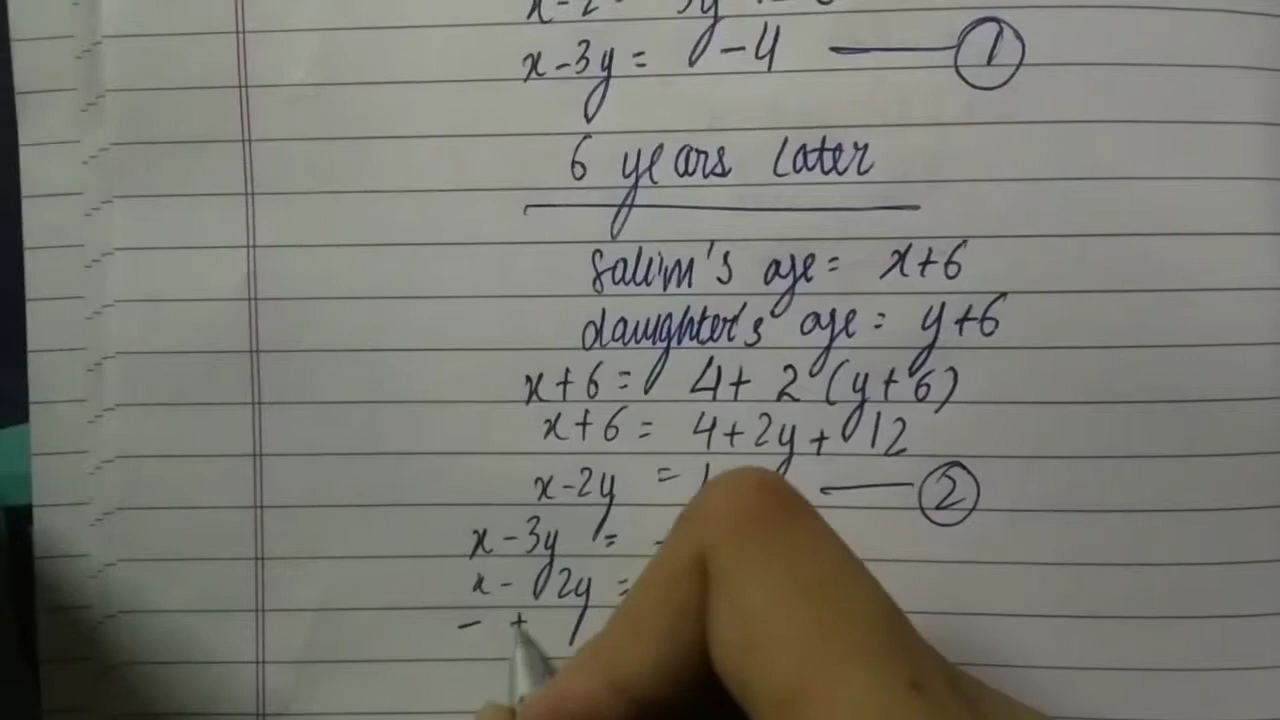 x-3y = -4 1
6 years later
Salim's age = x+6
daughter's age = y+6
x+6 = 4+ 2 (y+6)
x+6 = 4+2y+ 12
x-2y = 2
x-3y =
x- 2y =
- +